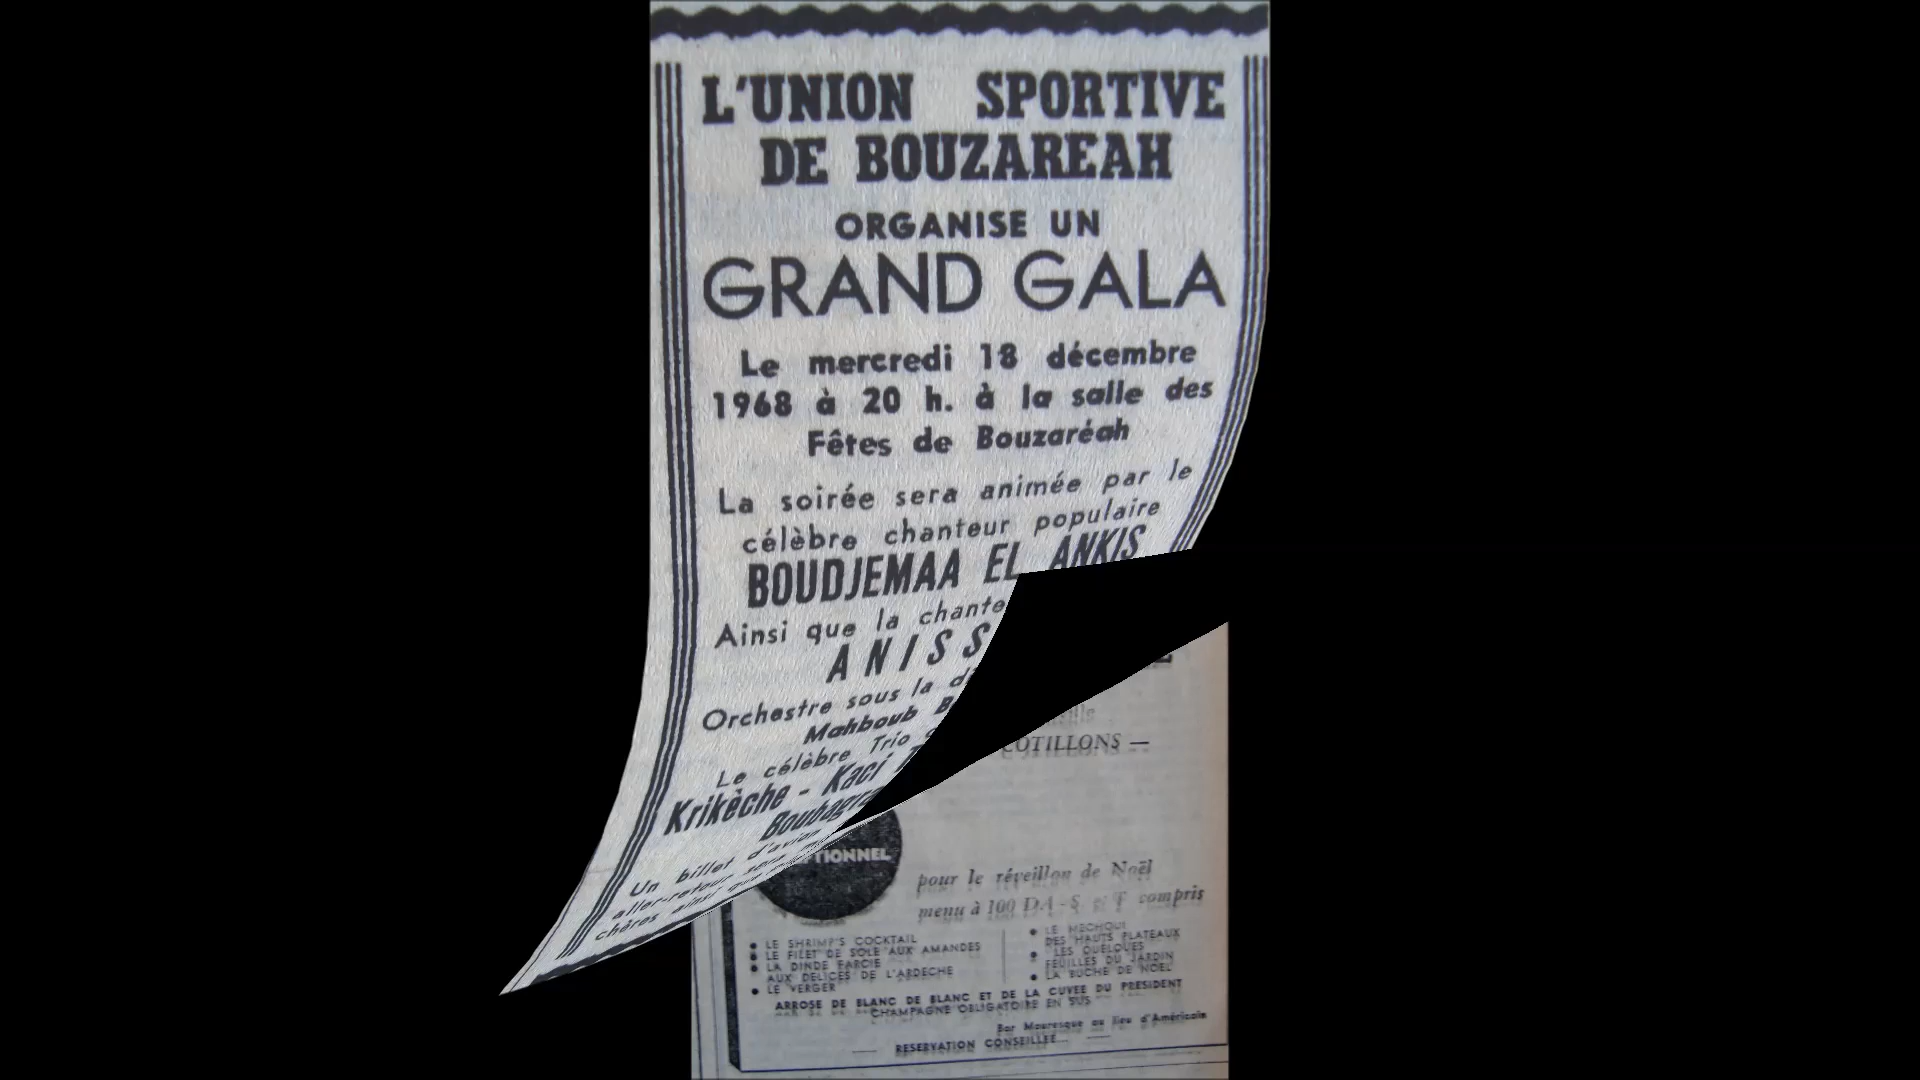 L'UNION SPORTIVE
DE BOUZAREAH
ORGANISE UN
GRAND GALA
Le mercredi 18 décembre
1968 à 20 h. à la salle des
Fêtes de Bouzaréah
La soirée sera animée par le
célèbre chanteur populaire
BOUDJEMAA EL ANKIS
Ainsi que la chante
ANISS
Orchestre sous la d
Mahboub B
Le célèbre Trio
Krikèche - Kaci
Boubagra
Un billet d'avion
aller-retour sera
chères ainsi que
COTILLONS —
TIONNEL
pour le réveillon de Noël
menu à 100 DA - S. et T compris
● LE SHRIMP'S COCKTAIL
● LE FILET DE SOLE AUX AMANDES
● LA DINDE FARCIE
AUX DELICES DE L'ARDECHE
● LE VERGER
● LE MECHOUI
DES HAUTS PLATEAUX
● LES QUELQUES
FEUILLES DU JARDIN
● LA BUCHE DE NOEL
ARROSE DE BLANC DE BLANC ET DE LA CUVEE DU PRESIDENT
CHAMPAGNE OBLIGATOIRE EN SUS
Bar Mauresque au lieu d'Américain
— RESERVATION CONSEILLEE... —